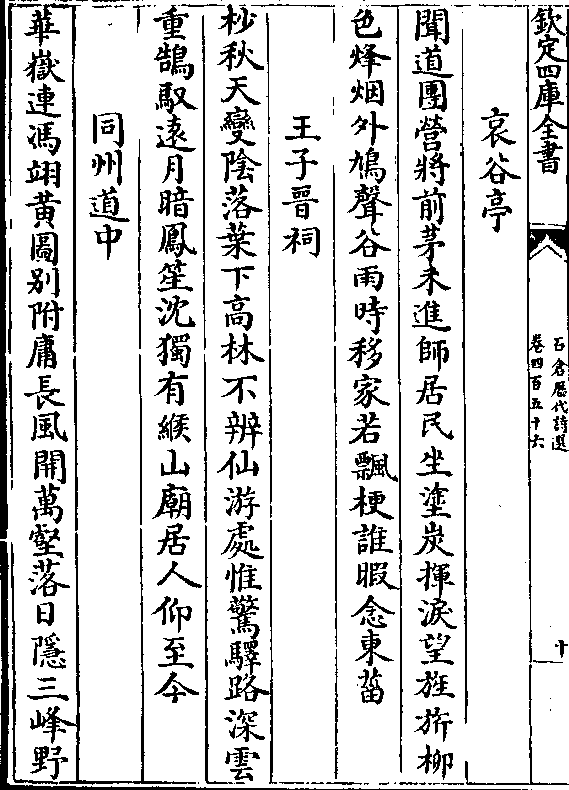 欽定四庫全書
石倉歷代詩選
卷四百五十六
十
哀谷亭
聞道團營將前茅未進師居民坐塗炭揮淚望旌旂柳
色烽烟外鳩聲谷雨時移家若飄梗誰暇念東菑
王子晉祠
杪秋天變陰落葉下高林不辨仙游處惟驚驛路深雲
重鵠馭逺月暗鳳笙沈獨有緱山廟居人仰至今
同州道中
華嶽連馮翊黄圖别附庸長風開萬壑落日隱三峰野